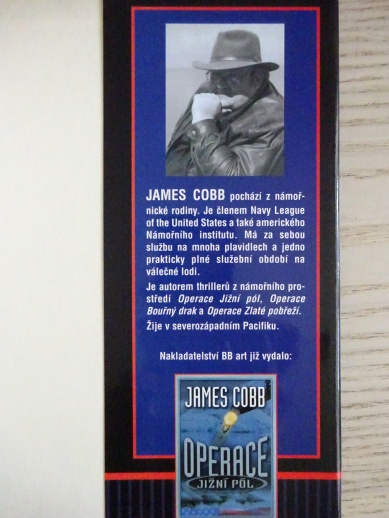 JAMES COBB pochází z námoř-
nické rodiny. Je členem Navy League
of the United States a také amerického
Námořního institutu. Má za sebou
službu na mnoha plavidlech a jedno
prakticky plné služební období na
válečné lodi.
Je autorem thrillerů z námořního pro-
středí Operace Jižní pól, Operace
Bouřný drak a Operace Zlaté pobřeží.
Žije v severozápadním Pacifiku.
Nakladatelství BB art již vydalo:
JAMES COBB
OPERACE
JIŽNÍ PÓL